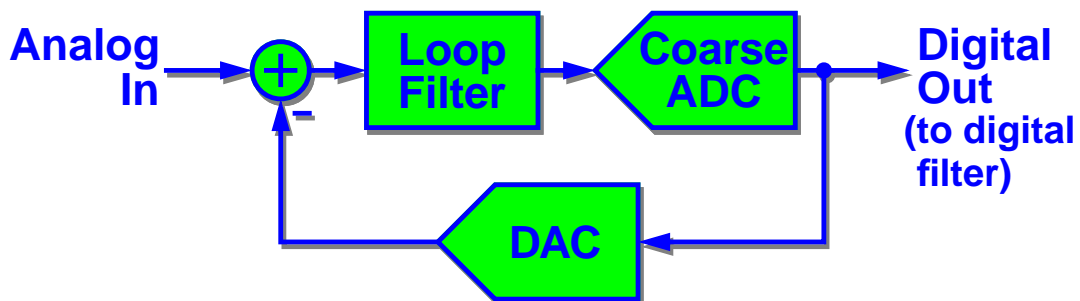 Analog
In
+
-
Loop
Filter
Coarse
ADC
Digital
Out
(to digital
filter)
DAC